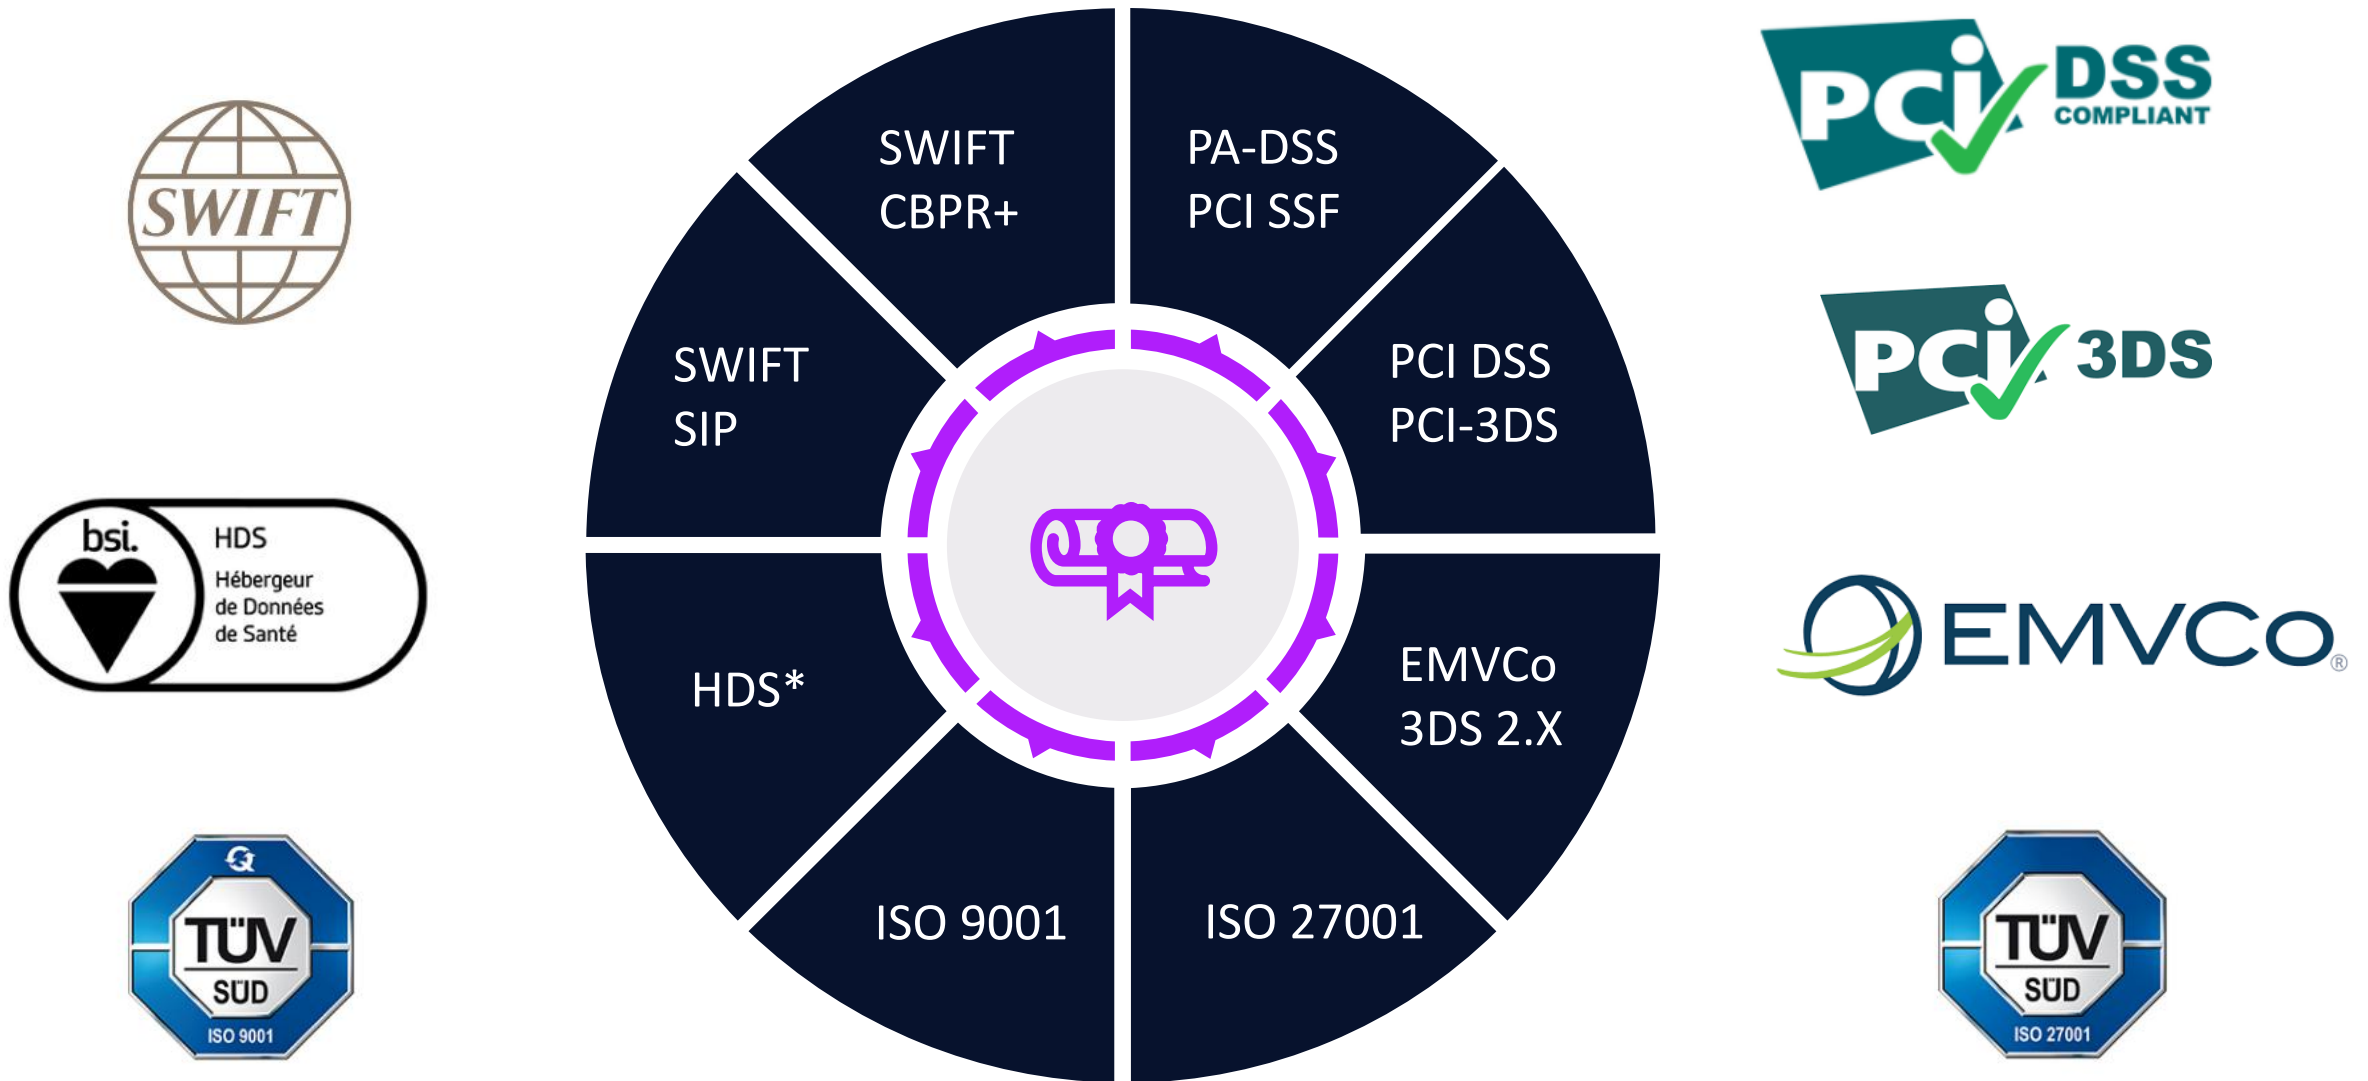 SWIFT
bsi.
HDS
Hébergeur
de Données
de Santé
TÜV
SÜD
ISO 9001
SWIFT
CBPR+
PA-DSS
PCI SSF
SWIFT
SIP
PCI DSS
PCI-3DS
HDS*
EMVCo
3DS 2.X
ISO 9001
ISO 27001
PCi DSS
COMPLIANT
PCi 3DS
EMVCo®
TÜV
SÜD
ISO 27001